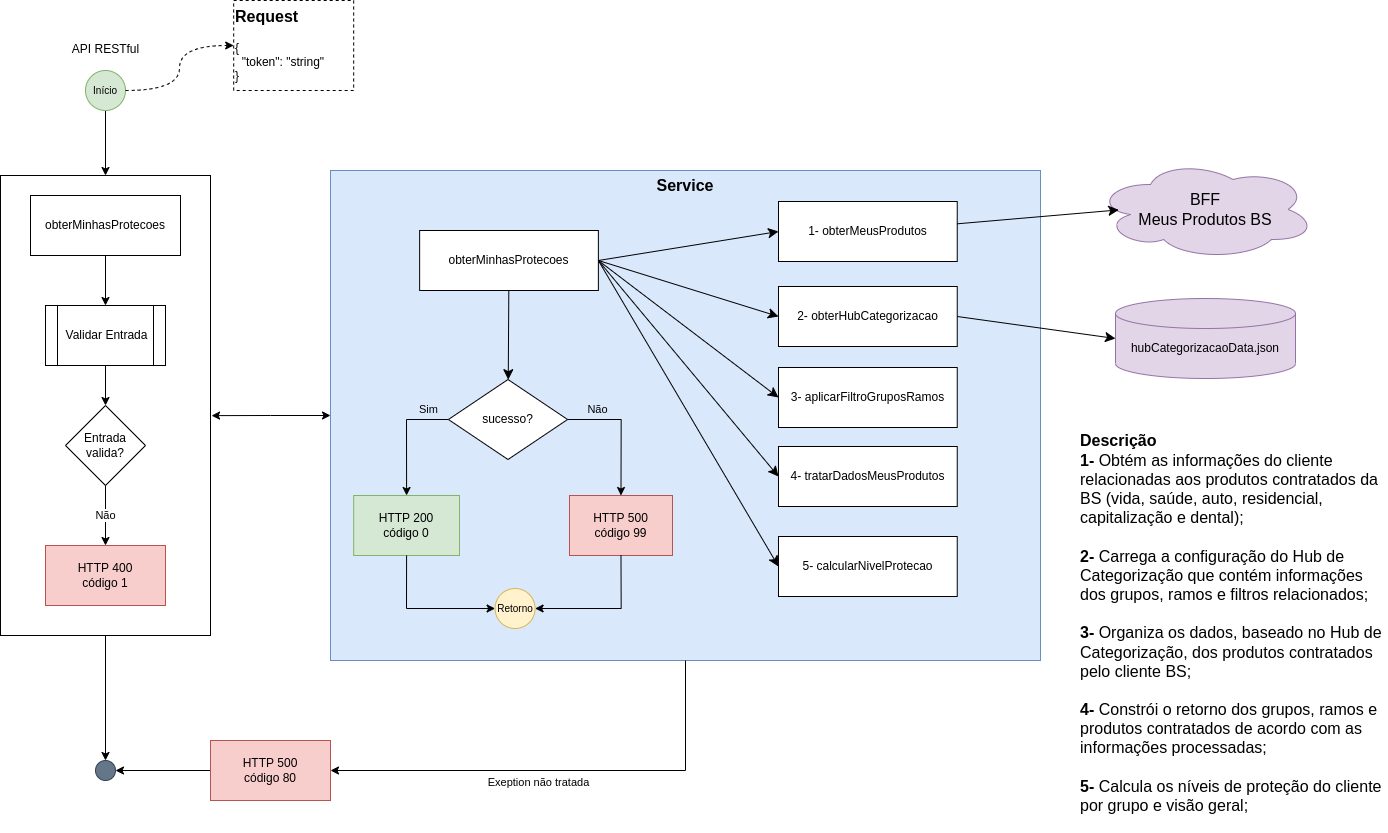 Request
{
"token": "string"
}
API RESTful
Início
obterMinhasProtecoes
Validar Entrada
Entrada
valida?
Não
HTTP 400
código 1
Service
obterMinhasProtecoes
sucesso?
Sim
Não
HTTP 200
código 0
HTTP 500
código 99
Retorno
1- obterMeusProdutos
2- obterHubCategorizacao
3- aplicarFiltroGruposRamos
4- tratarDadosMeusProdutos
5- calcularNivelProtecao
BFF
Meus Produtos BS
hubCategorizacaoData.json
HTTP 500
código 80
Exeption não tratada
Descrição
1- Obtém as informações do cliente
relacionadas aos produtos contratados da
BS (vida, saúde, auto, residencial,
capitalização e dental);
2- Carrega a configuração do Hub de
Categorização que contém informações
dos grupos, ramos e filtros relacionados;
3- Organiza os dados, baseado no Hub de
Categorização, dos produtos contratados
pelo cliente BS;
4- Constrói o retorno dos grupos, ramos e
produtos contratados de acordo com as
informações processadas;
5- Calcula os níveis de proteção do cliente
por grupo e visão geral;